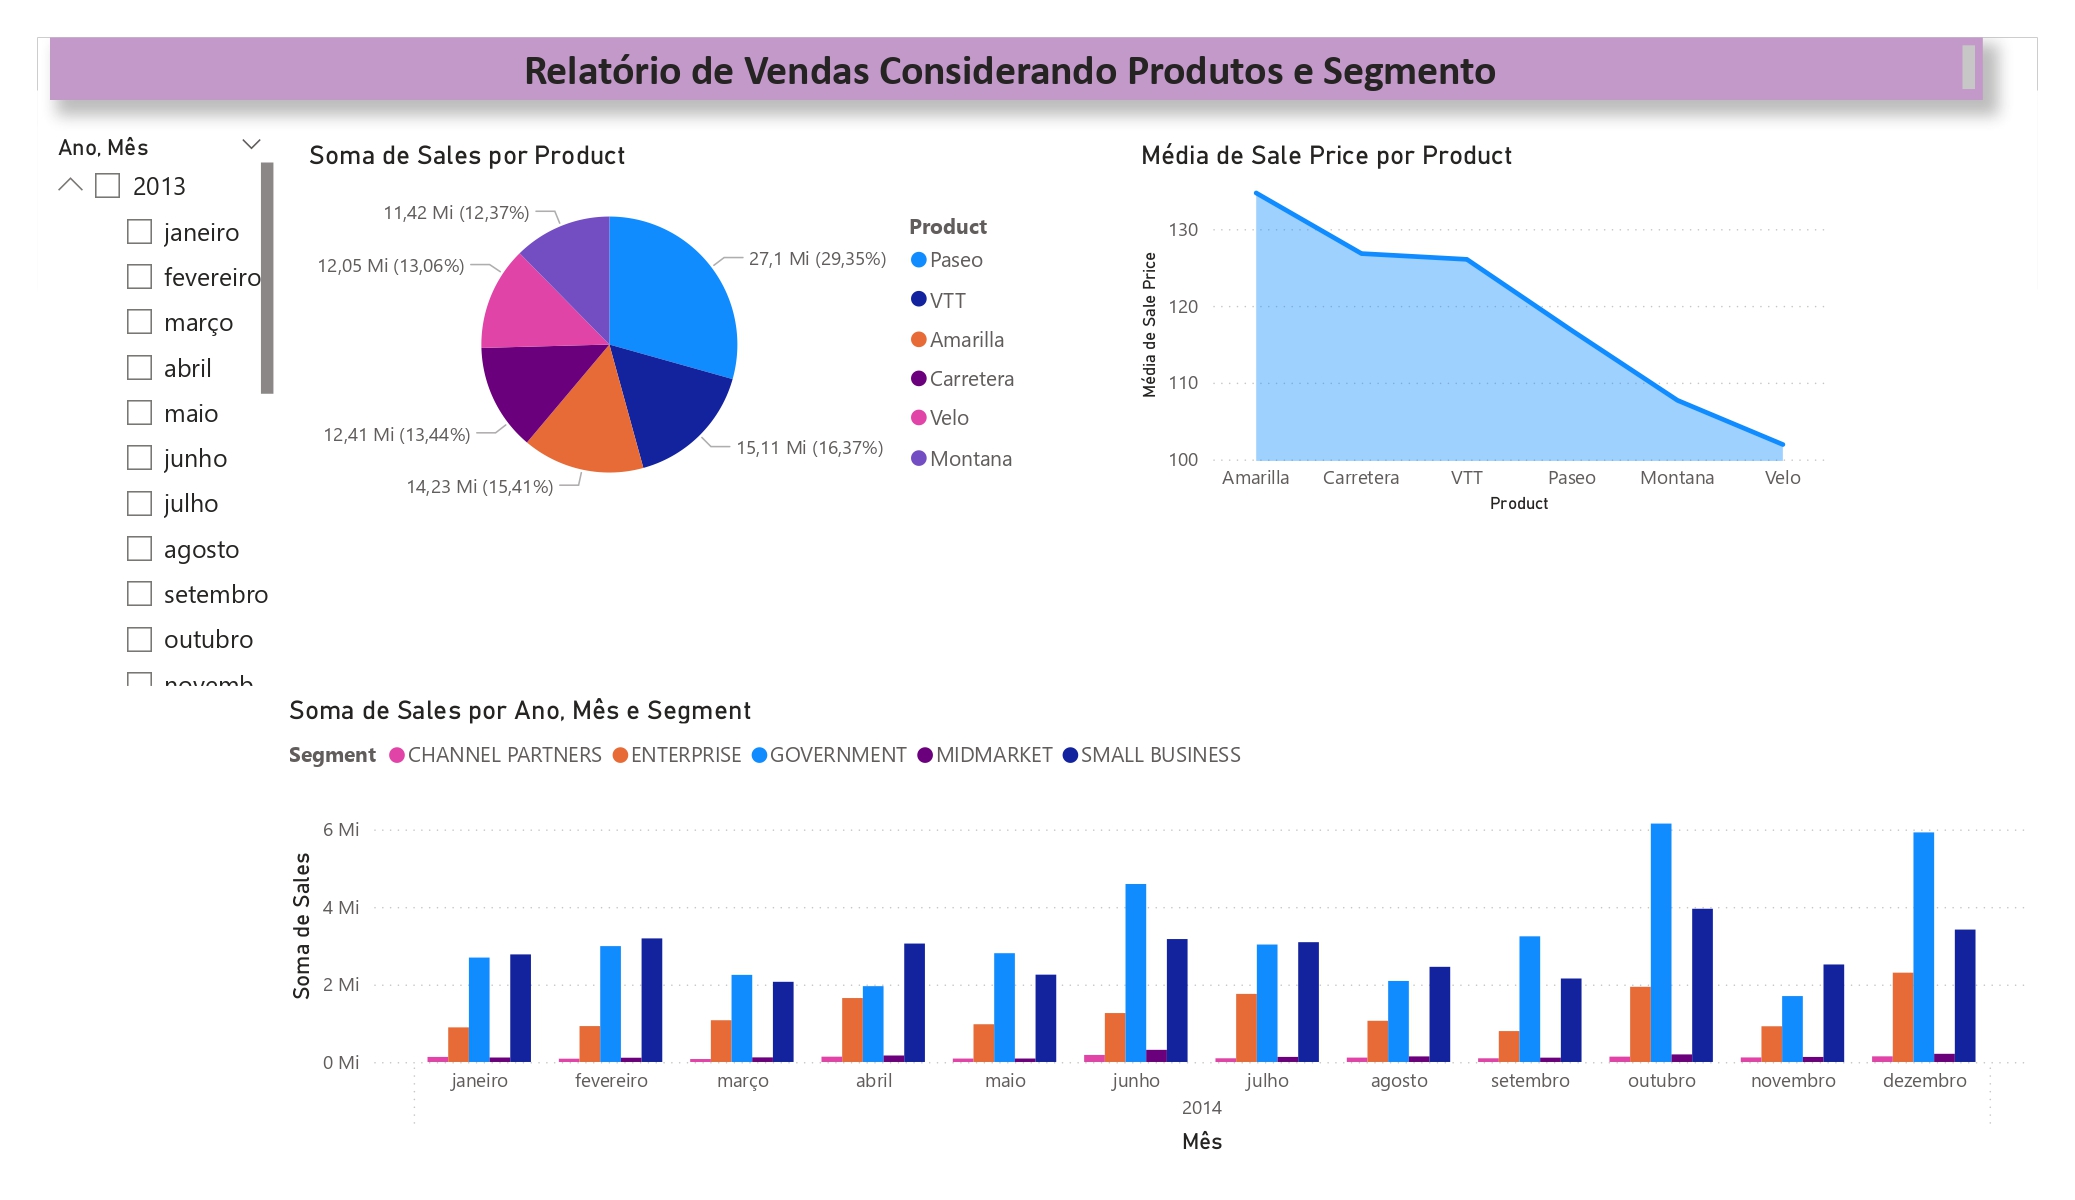 Relatório de Vendas Considerando Produtos e Segmento
Ano, Mês
2013
janeiro
fevereiro
março
abril
maio
junho
julho
agosto
setembro
outubro
novemb
Soma de Sales por Product
11,42 Mi (12,37%)
12,05 Mi (13,06%)
27,1 Mi (29,35%)
12,41 Mi (13,44%)
15,11 Mi (16,37%)
14,23 Mi (15,41%)
Product
Paseo
VTT
Amarilla
Carretera
Velo
Montana
Média de Sale Price por Product
Média de Sale Price
130
120
110
100
Amarilla Carretera VTT Paseo Montana Velo
Product
Soma de Sales por Ano, Mês e Segment
Segment CHANNEL PARTNERS ENTERPRISE GOVERNMENT MIDMARKET SMALL BUSINESS
Soma de Sales
6 Mi
4 Mi
2 Mi
0 Mi
janeiro fevereiro março abril maio junho julho agosto setembro outubro novembro dezembro
2014
Mês